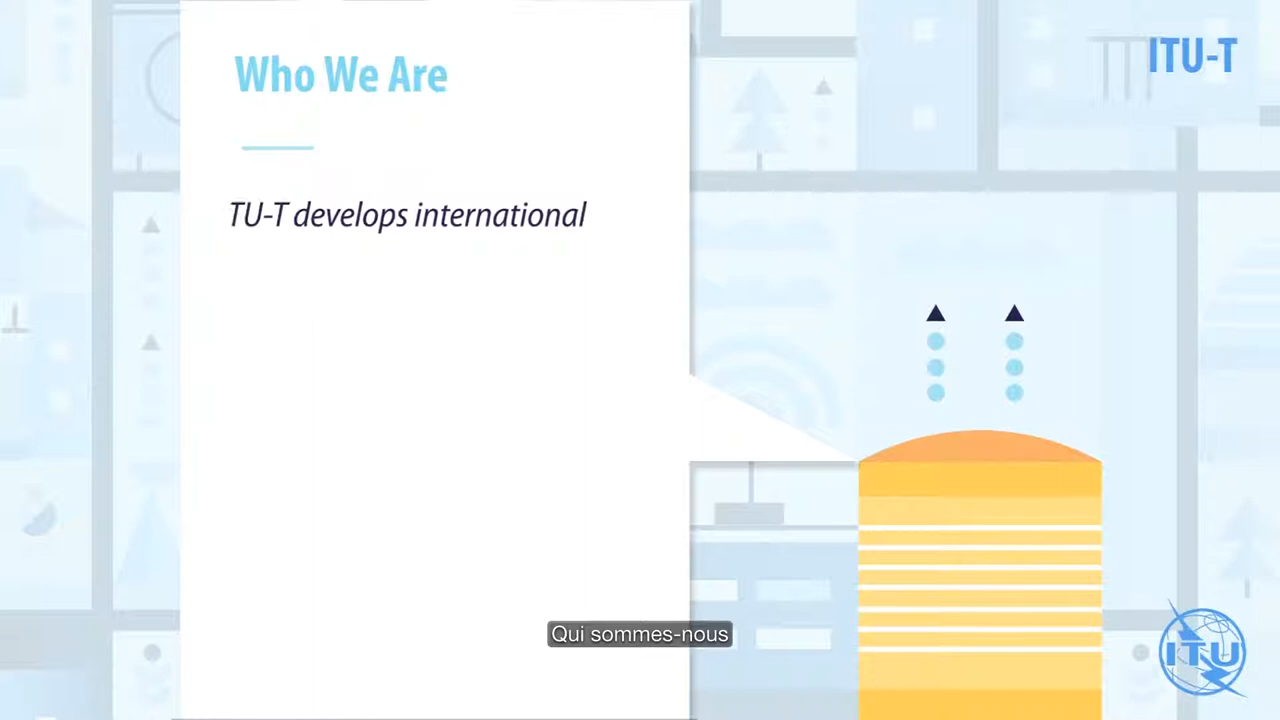 Who We Are
ITU-T
TU-T develops international
Qui sommes-nous
ITU